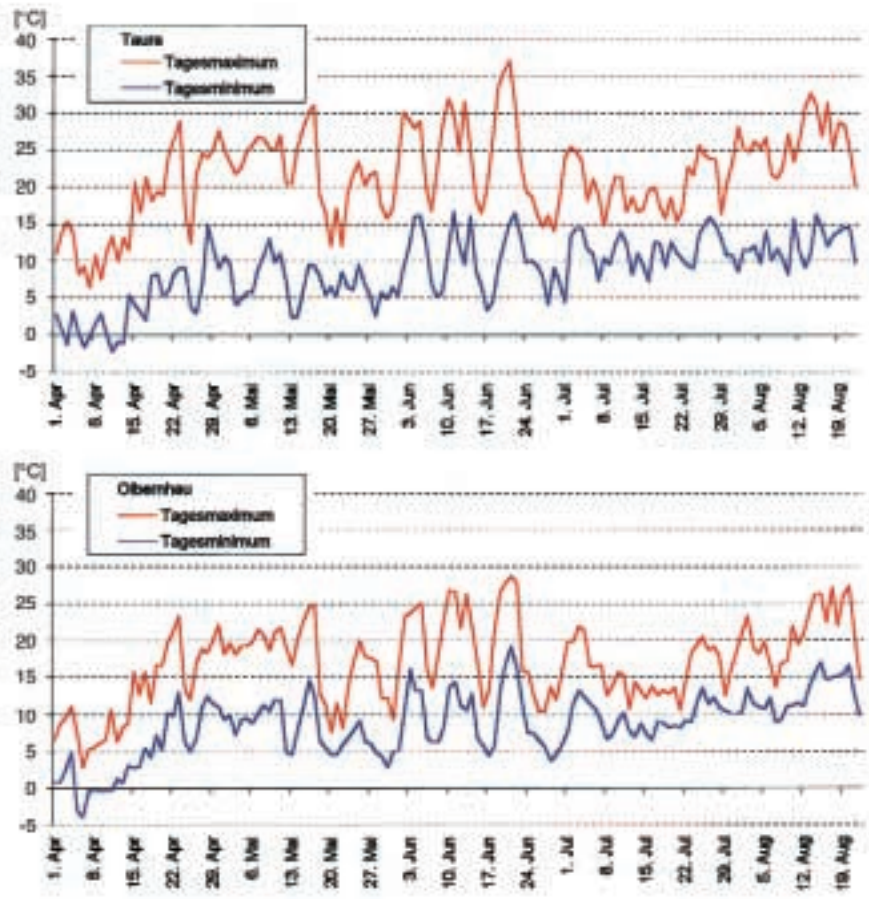 [°C]
40
35
30
25
20
15
10
5
0
-5
Taura
Tagesmaximum
Tagesminimum
1. Apr
8. Apr
15. Apr
22. Apr
29. Apr
6. Mai
13. Mai
20. Mai
27. Mai
3. Jun
10. Jun
17. Jun
24. Jun
1. Jul
8. Jul
15. Jul
22. Jul
29. Jul
5. Aug
12. Aug
19. Aug
[°C]
40
35
30
25
20
15
10
5
0
-5
Olbernhau
Tagesmaximum
Tagesminimum
1. Apr
8. Apr
15. Apr
22. Apr
29. Apr
6. Mai
13. Mai
20. Mai
27. Mai
3. Jun
10. Jun
17. Jun
24. Jun
1. Jul
8. Jul
15. Jul
22. Jul
29. Jul
5. Aug
12. Aug
19. Aug